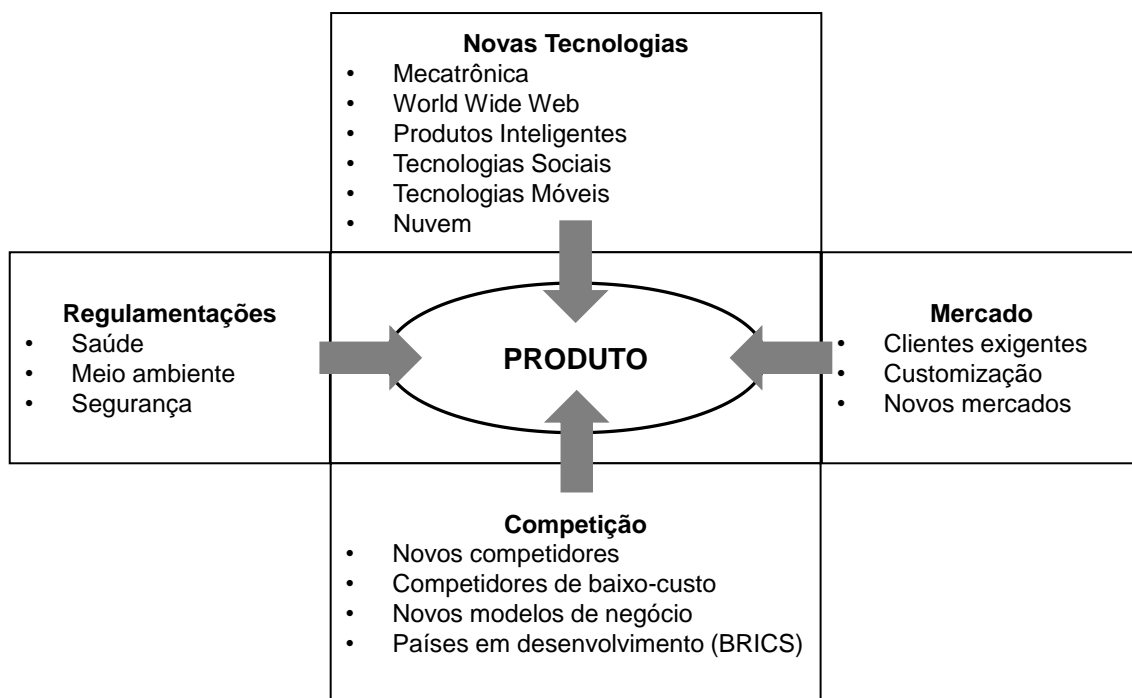 Novas Tecnologias
• Mecatrônica
• World Wide Web
• Produtos Inteligentes
• Tecnologias Sociais
• Tecnologias Móveis
• Nuvem
Regulamentações
• Saúde
• Meio ambiente
• Segurança
PRODUTO
Mercado
• Clientes exigentes
• Customização
• Novos mercados
Competição
• Novos competidores
• Competidores de baixo-custo
• Novos modelos de negócio
• Países em desenvolvimento (BRICS)